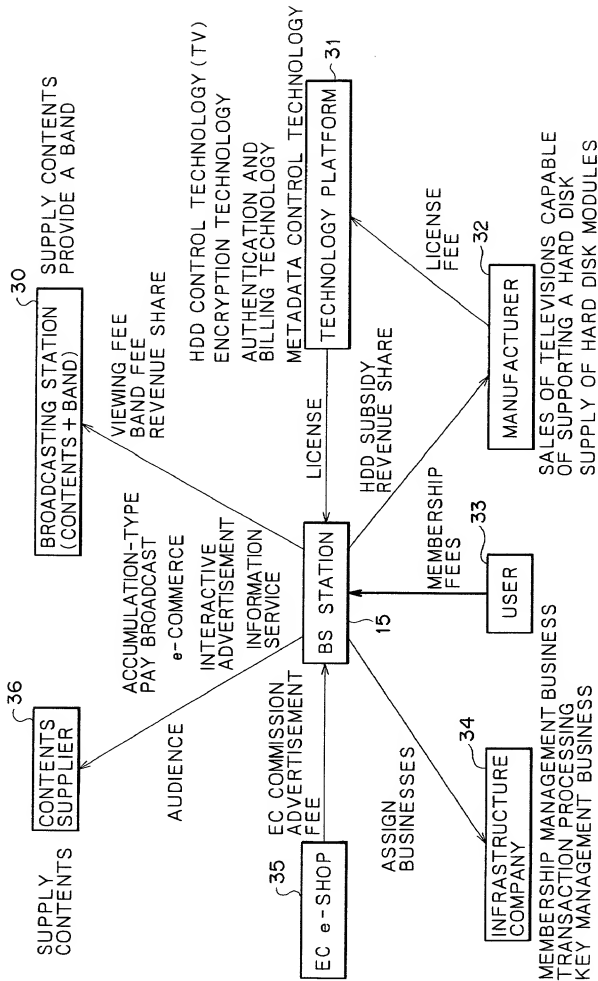 36
CONTENTS
SUPPLIER
SUPPLY
CONTENTS
30
BROADCASTING STATION
(CONTENTS + BAND)
SUPPLY CONTENTS
PROVIDE A BAND
AUDIENCE
ACCUMULATION-TYPE
PAY BROADCAST
e-COMMERCE
INTERACTIVE
ADVERTISEMENT
INFORMATION
SERVICE
VIEWING FEE
BAND FEE
REVENUE SHARE
HDD CONTROL TECHNOLOGY (TV)
ENCRYPTION TECHNOLOGY
AUTHENTICATION AND
BILLING TECHNOLOGY
METADATA CONTROL TECHNOLOGY
35
EC e-SHOP
EC COMMISSION
ADVERTISEMENT
FEE
BS STATION
15
LICENSE
TECHNOLOGY PLATFORM
31
ASSIGN
BUSINESSES
MEMBERSHIP
FEES
HDD SUBSIDY
REVENUE SHARE
LICENSE
FEE
34
INFRASTRUCTURE
COMPANY
33
USER
32
MANUFACTURER
MEMBERSHIP MANAGEMENT BUSINESS
TRANSACTION PROCESSING
KEY MANAGEMENT BUSINESS
SALES OF TELEVISIONS CAPABLE
OF SUPPORTING A HARD DISK
SUPPLY OF HARD DISK MODULES